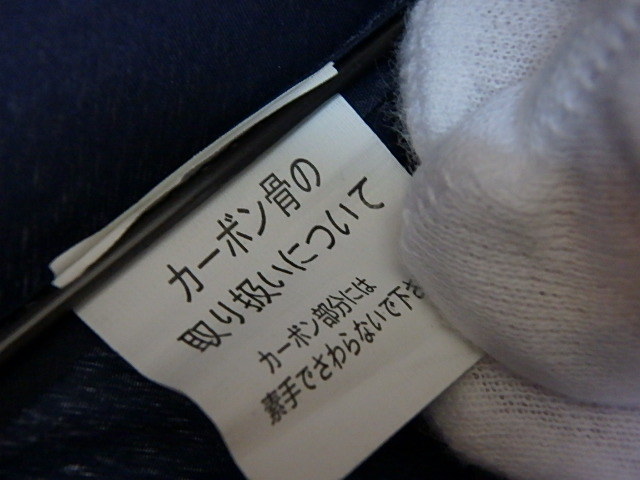 カーボン骨の
取り扱いについて
カーボン部分には
素手でさわらないで下さ